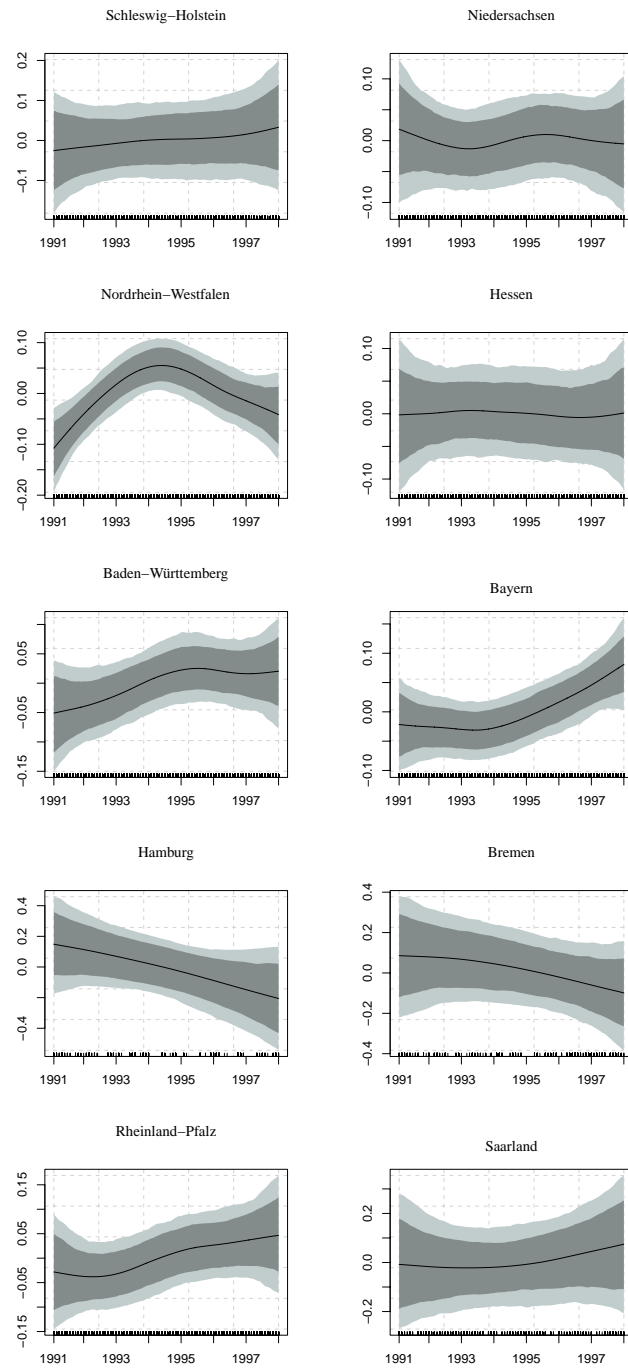 Schleswig–Holstein
0.2
0.1
0.0
−0.1
1991 1993 1995 1997
Niedersachsen
0.10
0.00
−0.10
1991 1993 1995 1997
Nordrhein–Westfalen
0.10
0.00
−0.10
−0.20
1991 1993 1995 1997
Hessen
0.10
0.00
−0.10
1991 1993 1995 1997
Baden–Württemberg
0.05
−0.05
−0.15
1991 1993 1995 1997
Bayern
0.10
0.00
−0.10
1991 1993 1995 1997
Hamburg
0.4
0.2
0.0
−0.4
1991 1993 1995 1997
Bremen
0.4
0.2
0.0
−0.2
−0.4
1991 1993 1995 1997
Rheinland–Pfalz
0.15
0.05
−0.05
−0.15
1991 1993 1995 1997
Saarland
0.2
0.0
−0.2
1991 1993 1995 1997